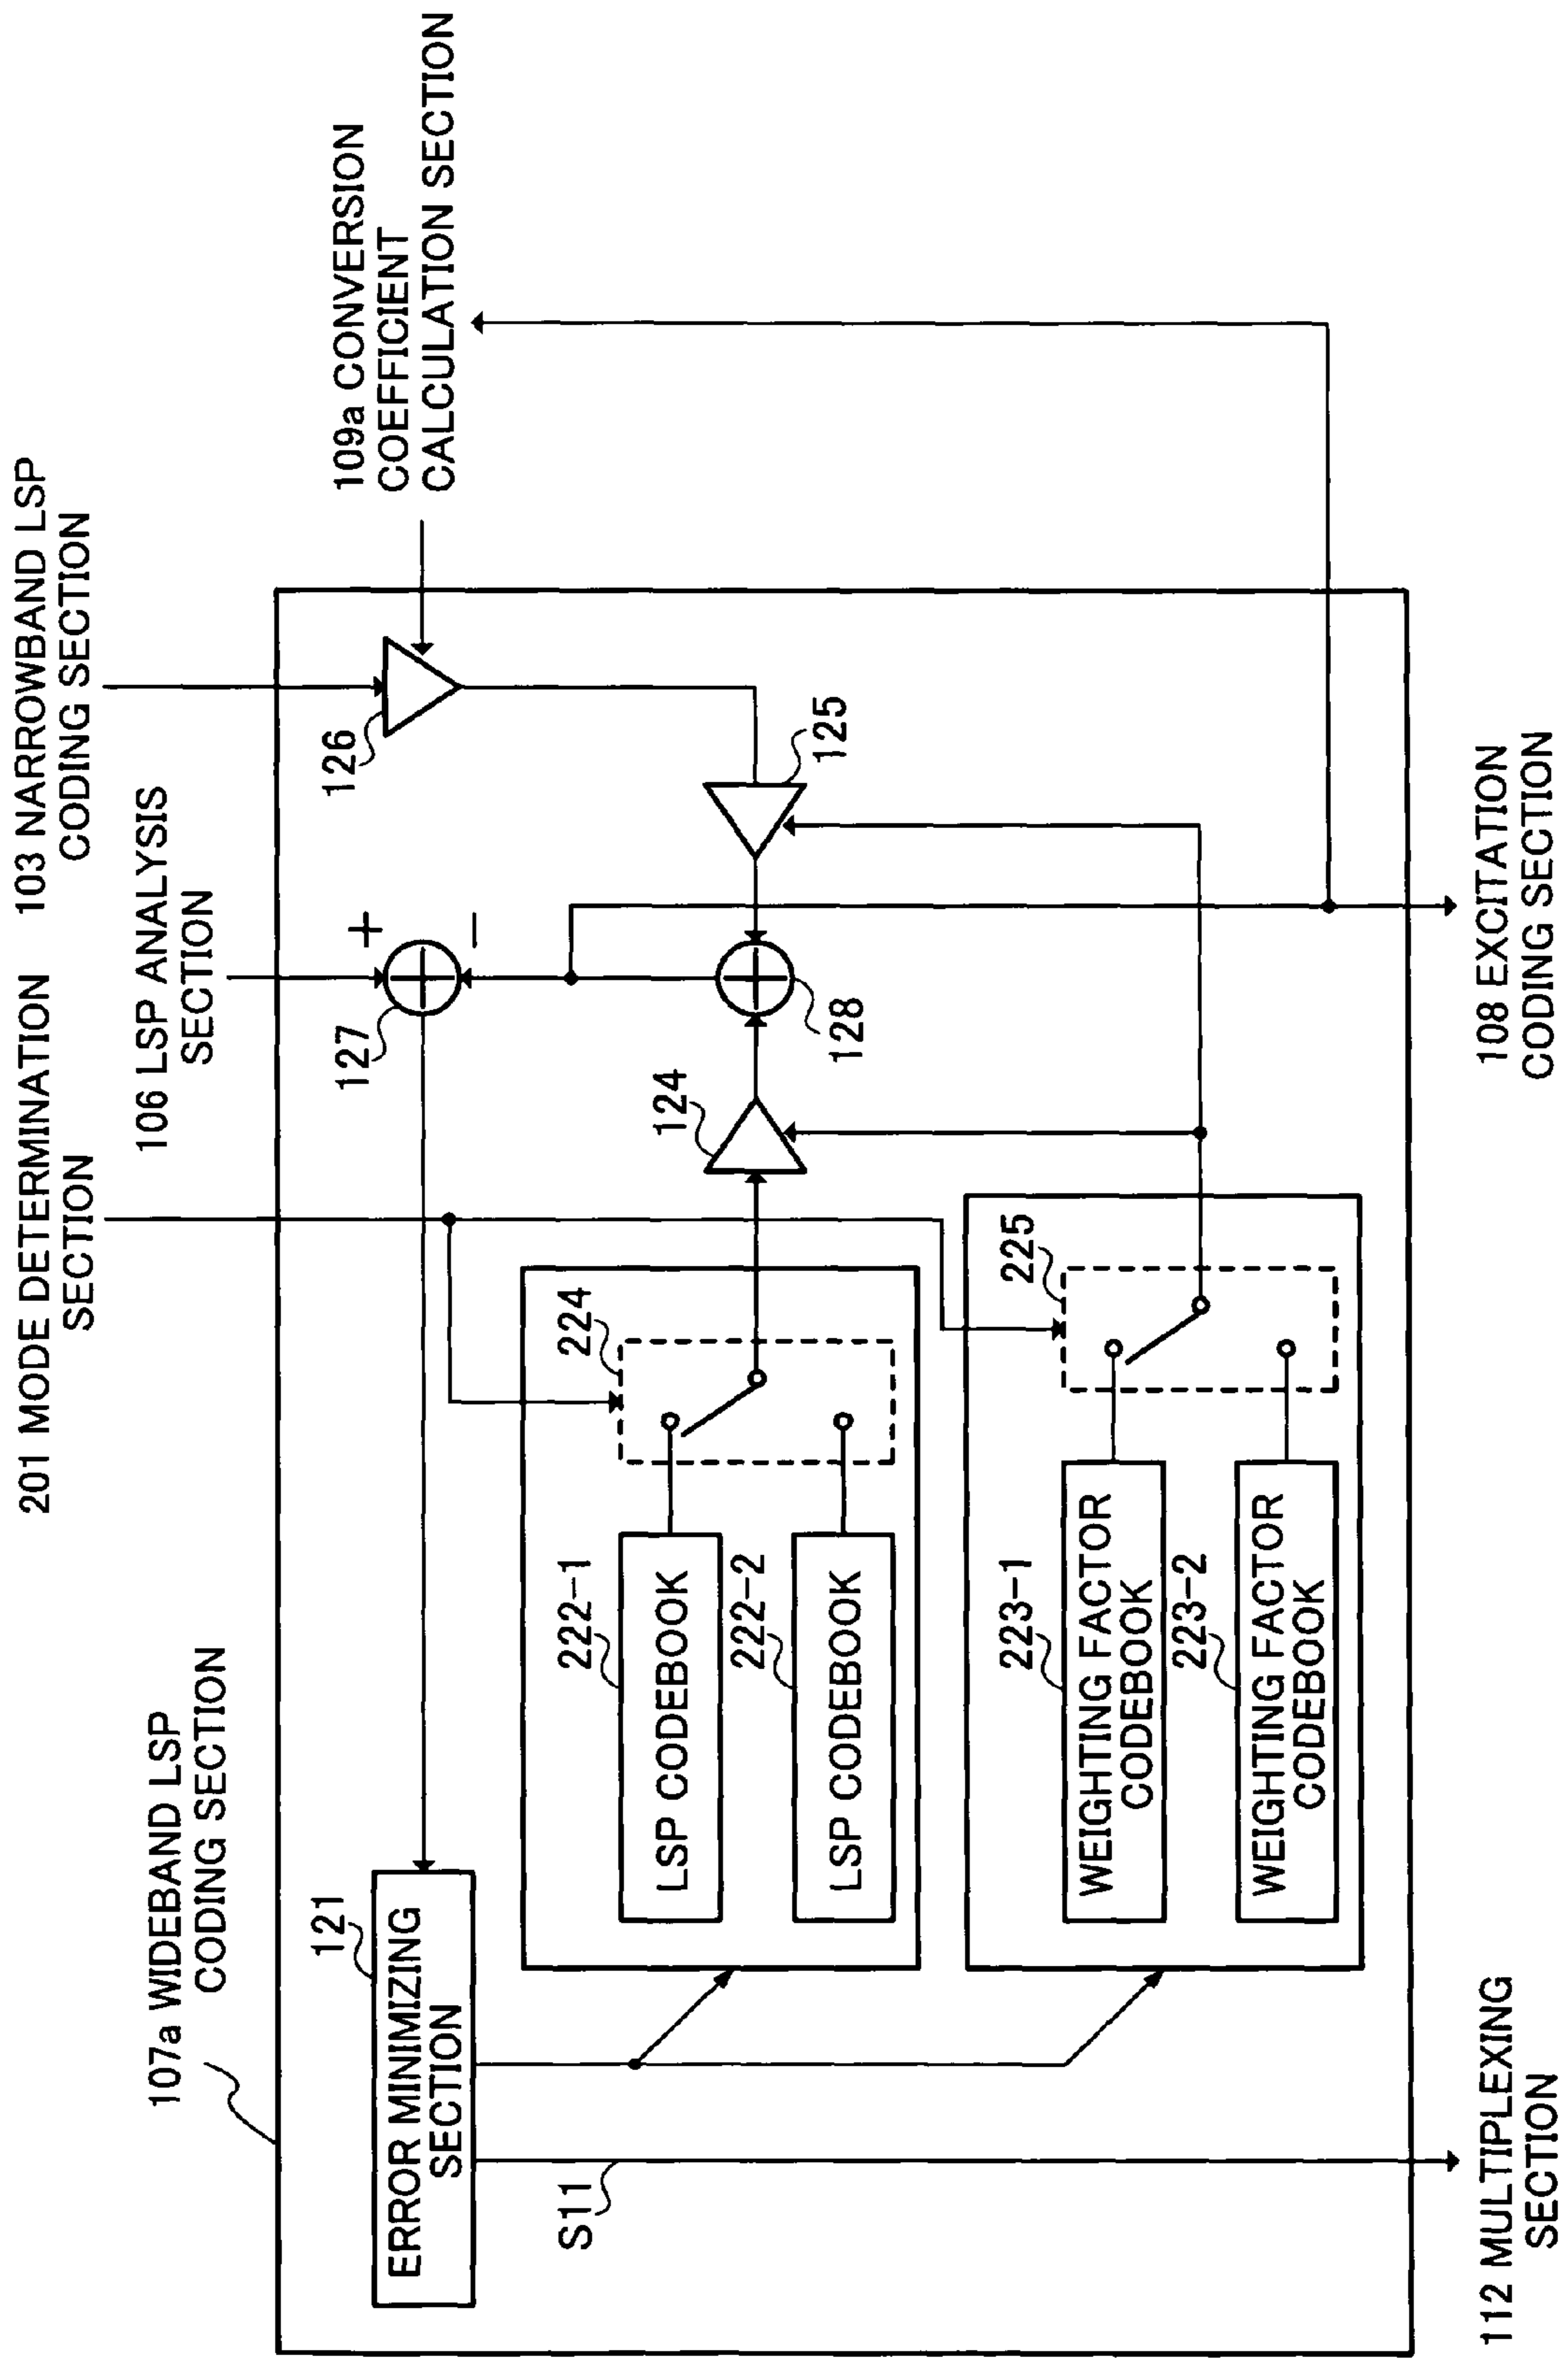 107a WIDEBAND LSP
CODING SECTION
201 MODE DETERMINATION
SECTION
106 LSP ANALYSIS
SECTION
103 NARROWBAND LSP
CODING SECTION
109a CONVERSION
COEFFICIENT
CALCULATION SECTION
121
ERROR MINIMIZING
SECTION
127
+
−
126
222-1
LSP CODEBOOK
222-2
LSP CODEBOOK
224
124
128
125
223-1
WEIGHTING FACTOR
CODEBOOK
223-2
WEIGHTING FACTOR
CODEBOOK
225
S11
112 MULTIPLEXING
SECTION
108 EXCITATION
CODING SECTION